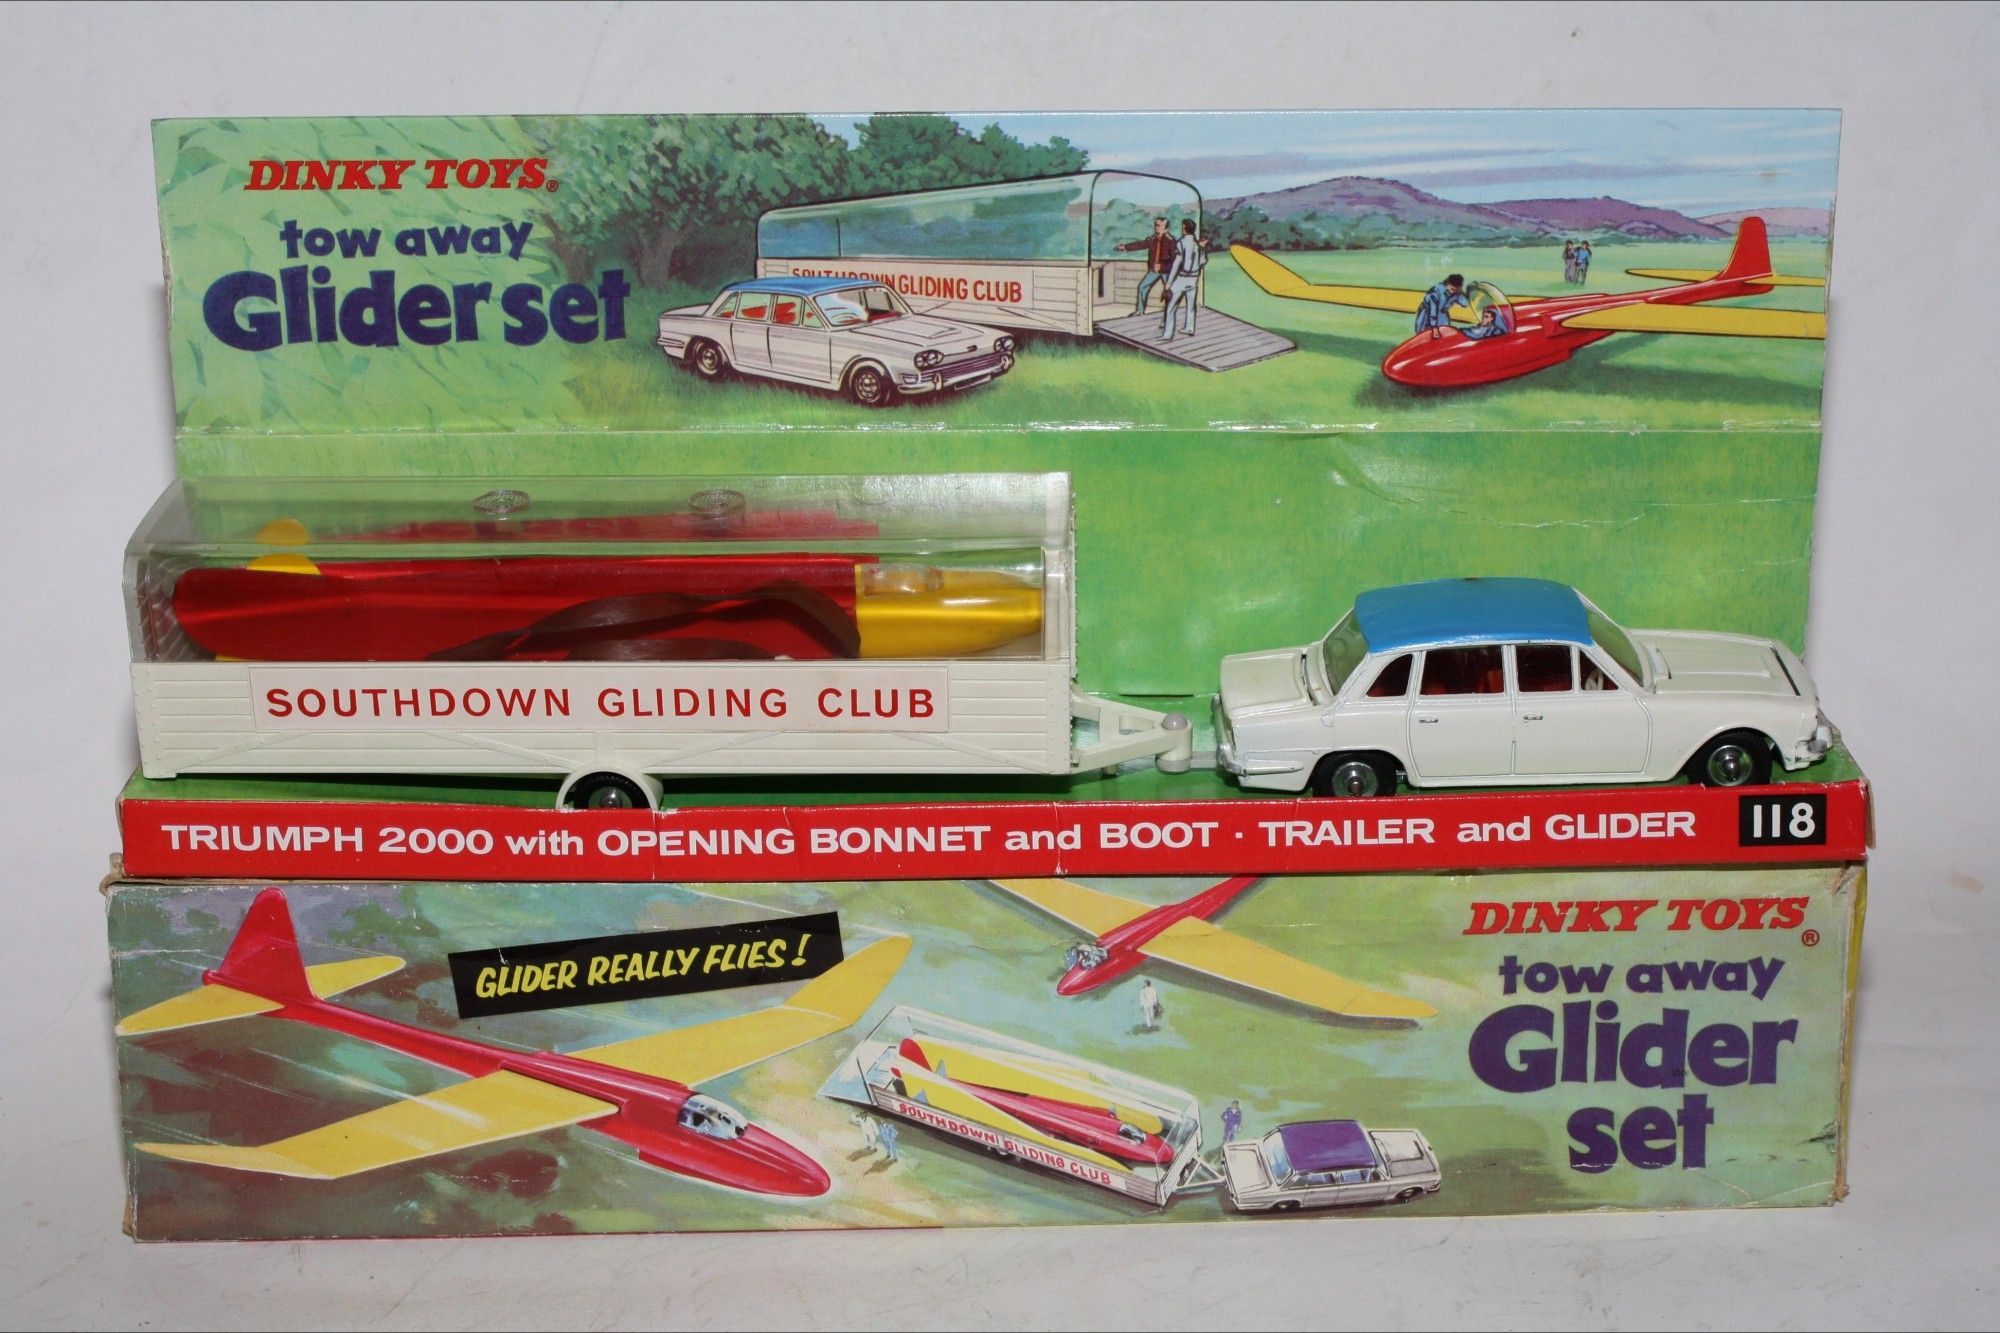 DINKY TOYS®
tow away
Glider set
SOUTHDOWN GLIDING CLUB
SOUTHDOWN GLIDING CLUB
TRIUMPH 2000 with OPENING BONNET and BOOT · TRAILER and GLIDER 118
GLIDER REALLY FLIES!
DINKY TOYS®
tow away
Glider
set
SOUTHDOWN GLIDING CLUB